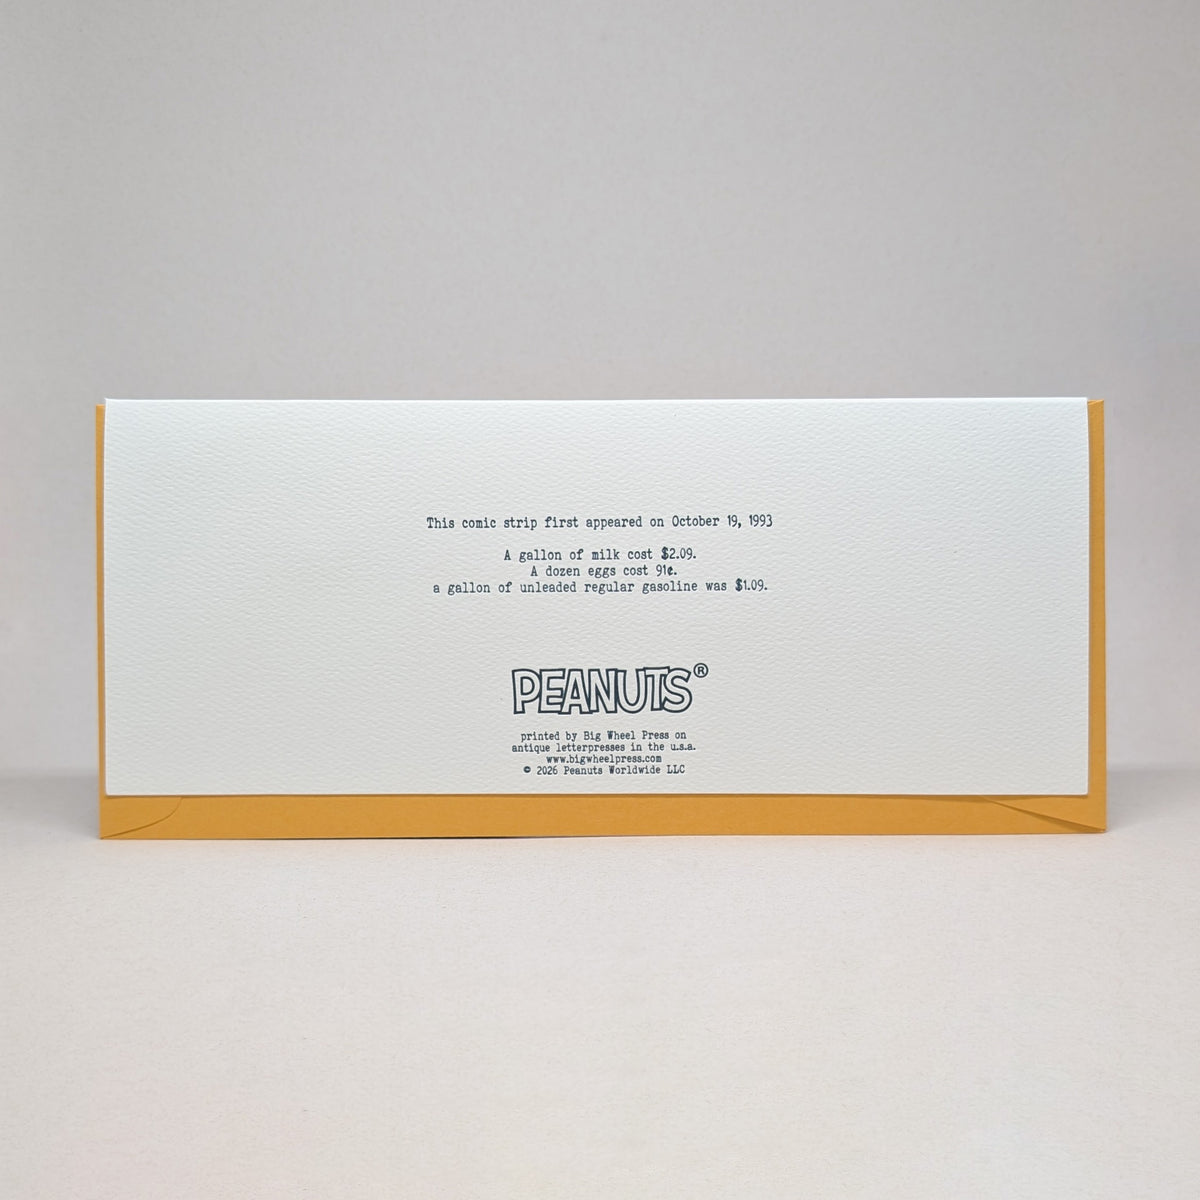 This comic strip first appeared on October 19, 1993
A gallon of milk cost $2.09.
A dozen eggs cost 91¢.
a gallon of unleaded regular gasoline was $1.09.
PEANUTS®
printed by Big Wheel Press on
antique letterpresses in the u.s.a.
www.bigwheelpress.com
© 2026 Peanuts Worldwide LLC